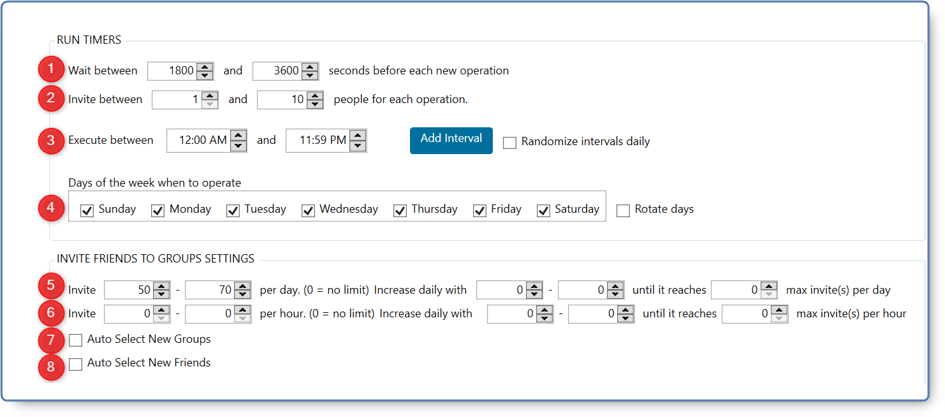 RUN TIMERS
1 Wait between 1800 and 3600 seconds before each new operation
2 Invite between 1 and 10 people for each operation.
3 Execute between 12:00 AM and 11:59 PM Add Interval Randomize intervals daily
Days of the week when to operate
4 Sunday Monday Tuesday Wednesday Thursday Friday Saturday Rotate days
INVITE FRIENDS TO GROUPS SETTINGS
5 Invite 50 - 70 per day. (0 = no limit) Increase daily with 0 - 0 until it reaches 0 max invite(s) per day
6 Invite 0 - 0 per hour. (0 = no limit) Increase daily with 0 - 0 until it reaches 0 max invite(s) per hour
7 Auto Select New Groups
8 Auto Select New Friends